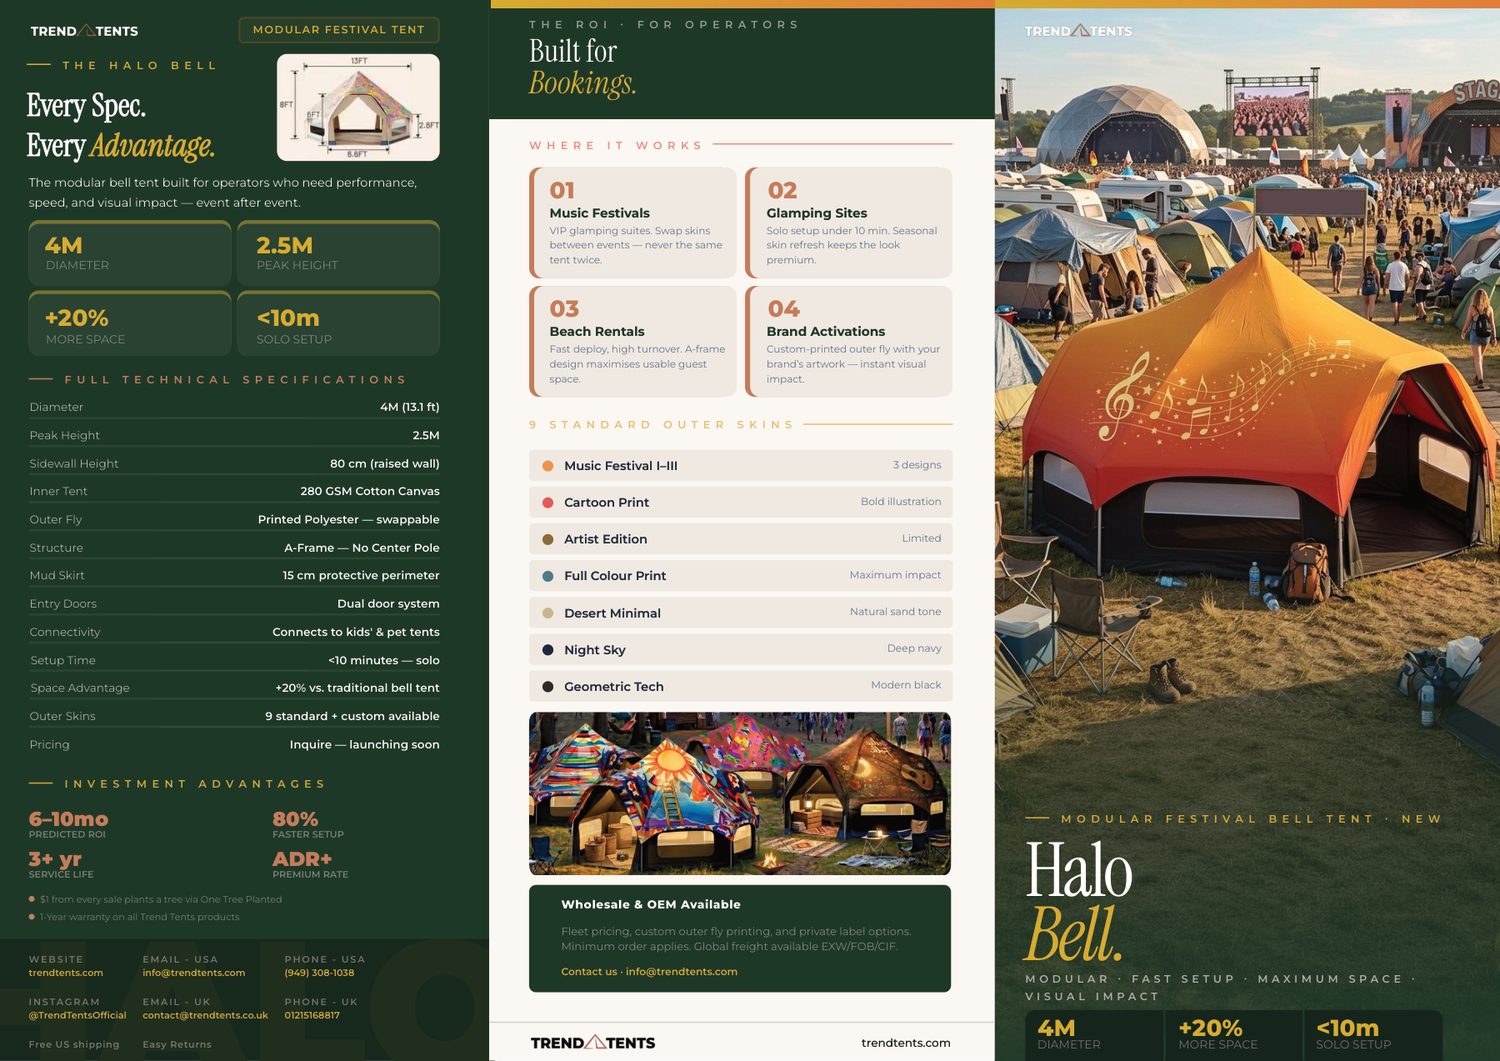 TREND TENTS
MODULAR FESTIVAL TENT
THE HALO BELL
Every Spec.
Every Advantage.
13FT
8FT
6FT
2.6FT
6.6FT
The modular bell tent built for operators who need performance,
speed, and visual impact — event after event.
4M
DIAMETER
2.5M
PEAK HEIGHT
+20%
MORE SPACE
<10m
SOLO SETUP
FULL TECHNICAL SPECIFICATIONS
Diameter 4M (13.1 ft)
Peak Height 2.5M
Sidewall Height 80 cm (raised wall)
Inner Tent 280 GSM Cotton Canvas
Outer Fly Printed Polyester — swappable
Structure A-Frame — No Center Pole
Mud Skirt 15 cm protective perimeter
Entry Doors Dual door system
Connectivity Connects to kids' & pet tents
Setup Time <10 minutes — solo
Space Advantage +20% vs. traditional bell tent
Outer Skins 9 standard + custom available
Pricing Inquire — launching soon
INVESTMENT ADVANTAGES
6–10mo
PREDICTED ROI
80%
FASTER SETUP
3+ yr
SERVICE LIFE
ADR+
PREMIUM RATE
$1 from every sale plants a tree via One Tree Planted
1-Year warranty on all Trend Tents products
HALO
WEBSITE
trendtents.com
EMAIL - USA
info@trendtents.com
PHONE - USA
(949) 308-1038
INSTAGRAM
@TrendTentsOfficial
EMAIL - UK
contact@trendtents.co.uk
PHONE - UK
01215168817
Free US shipping
Easy Returns
THE ROI · FOR OPERATORS
Built for
Bookings.
WHERE IT WORKS
01
Music Festivals
VIP glamping suites. Swap skins
between events — never the same
tent twice.
02
Glamping Sites
Solo setup under 10 min. Seasonal
skin refresh keeps the look
premium.
03
Beach Rentals
Fast deploy, high turnover. A-frame
design maximises usable guest
space.
04
Brand Activations
Custom-printed outer fly with your
brand's artwork — instant visual
impact.
9 STANDARD OUTER SKINS
Music Festival I–III 3 designs
Cartoon Print Bold illustration
Artist Edition Limited
Full Colour Print Maximum impact
Desert Minimal Natural sand tone
Night Sky Deep navy
Geometric Tech Modern black
Wholesale & OEM Available
Fleet pricing, custom outer fly printing, and private label options.
Minimum order applies. Global freight available EXW/FOB/CIF.
Contact us · info@trendtents.com
TREND TENTS
trendtents.com
TREND TENTS
STAG
MODULAR FESTIVAL BELL TENT · NEW
Halo
Bell.
MODULAR · FAST SETUP · MAXIMUM SPACE ·
VISUAL IMPACT
4M
DIAMETER
+20%
MORE SPACE
<10m
SOLO SETUP